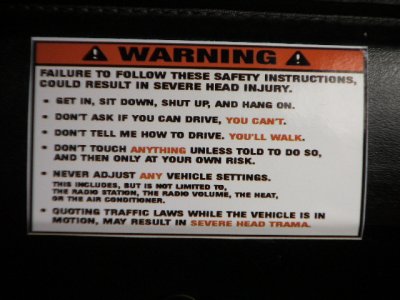 WARNING
FAILURE TO FOLLOW THESE SAFETY INSTRUCTIONS,
COULD RESULT IN SEVERE HEAD INJURY.
• GET IN, SIT DOWN, SHUT UP, AND HANG ON.
• DON'T ASK IF YOU CAN DRIVE, YOU CAN'T.
• DON'T TELL ME HOW TO DRIVE. YOU'LL WALK.
• DON'T TOUCH ANYTHING UNLESS TOLD TO DO SO,
AND THEN ONLY AT YOUR OWN RISK.
• NEVER ADJUST ANY VEHICLE SETTINGS.
THIS INCLUDES, BUT IS NOT LIMITED TO,
THE RADIO STATION, THE RADIO VOLUME, THE HEAT,
OR THE AIR CONDITIONER.
• QUOTING TRAFFIC LAWS WHILE THE VEHICLE IS IN
MOTION, MAY RESULT IN SEVERE HEAD TRAMA.